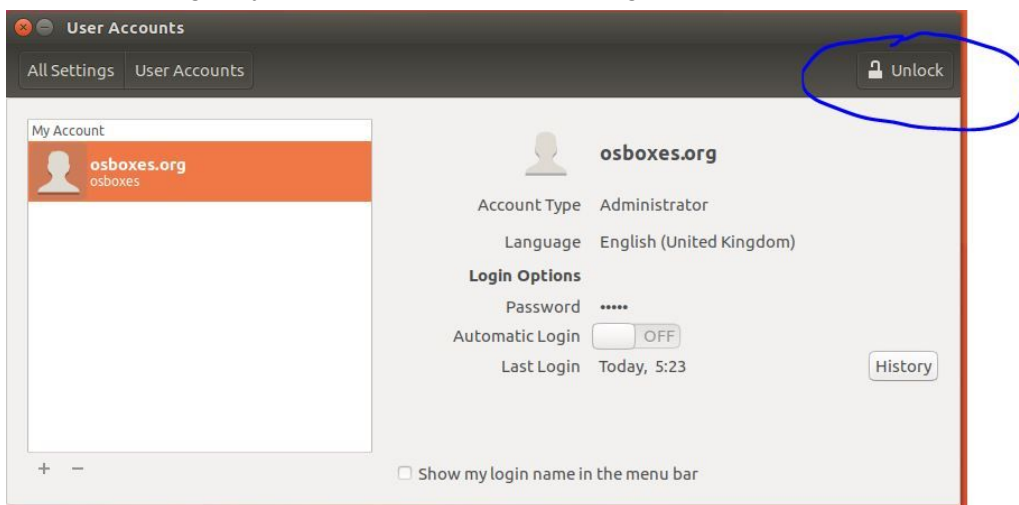 User Accounts
All Settings User Accounts
Unlock
My Account
osboxes.org
osboxes
osboxes.org
Account Type Administrator
Language English (United Kingdom)
Login Options
Password •••••
Automatic Login OFF
Last Login Today, 5:23
History
+ −
Show my login name in the menu bar